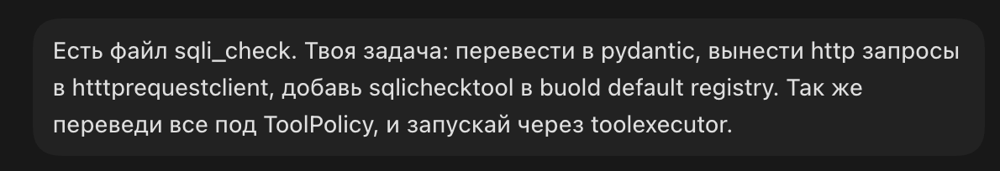 Есть файл sqli_check. Твоя задача: перевести в pydantic, вынести http запросы
в htttprequestclient, добавь sqlichecktool в buold default registry. Так же
переведи все под ToolPolicy, и запускай через toolexecutor.